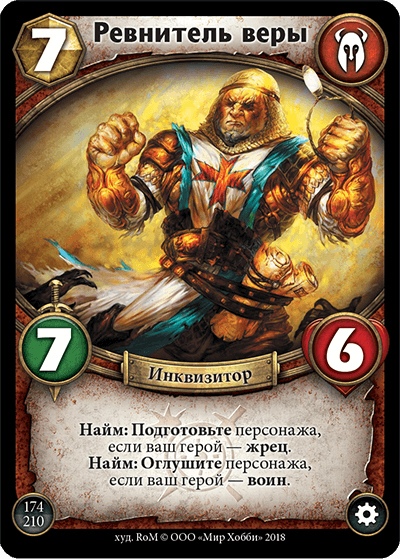 7
Ревнитель веры
7
6
Инквизитор
Найм: Подготовьте персонажа,
если ваш герой — жрец.
Найм: Оглушите персонажа,
если ваш герой — воин.
174
210
худ. RoM © ООО «Мир Хобби» 2018